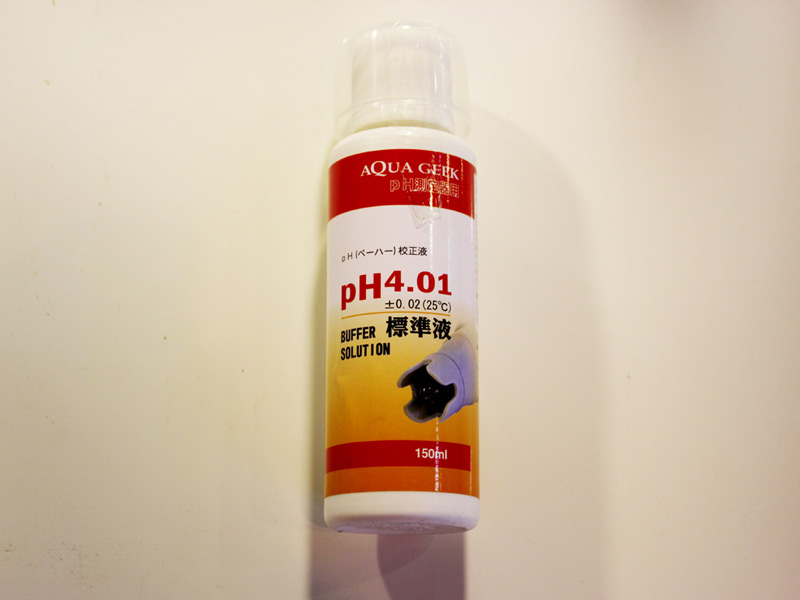 AQUA GEEK
pH測定器用
pH(ペーハー)校正液
pH4.01
±0.02(25℃)
BUFFER 標準液
SOLUTION
150ml